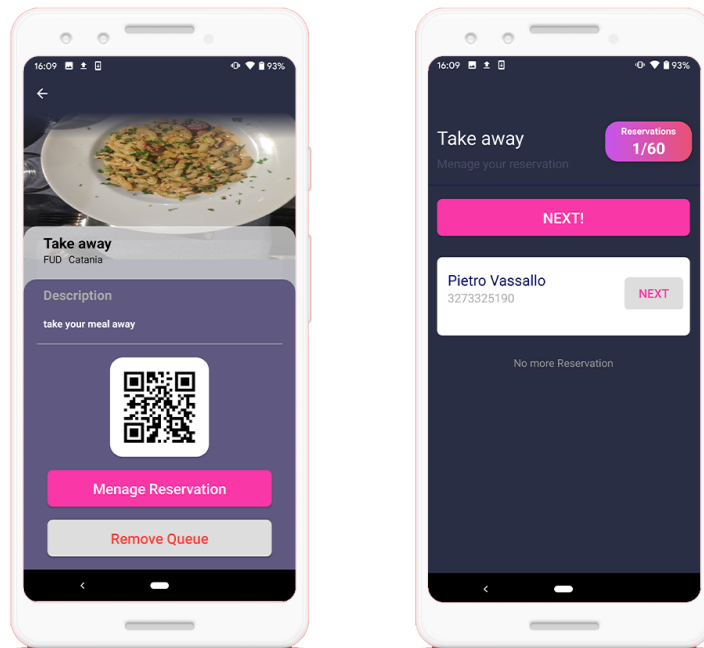 16:09
93%
Take away
FUD Catania
Description
take your meal away
Menage Reservation
Remove Queue
16:09
93%
Take away
Menage your reservation
Reservations
1/60
NEXT!
Pietro Vassallo
3273325190
NEXT
No more Reservation